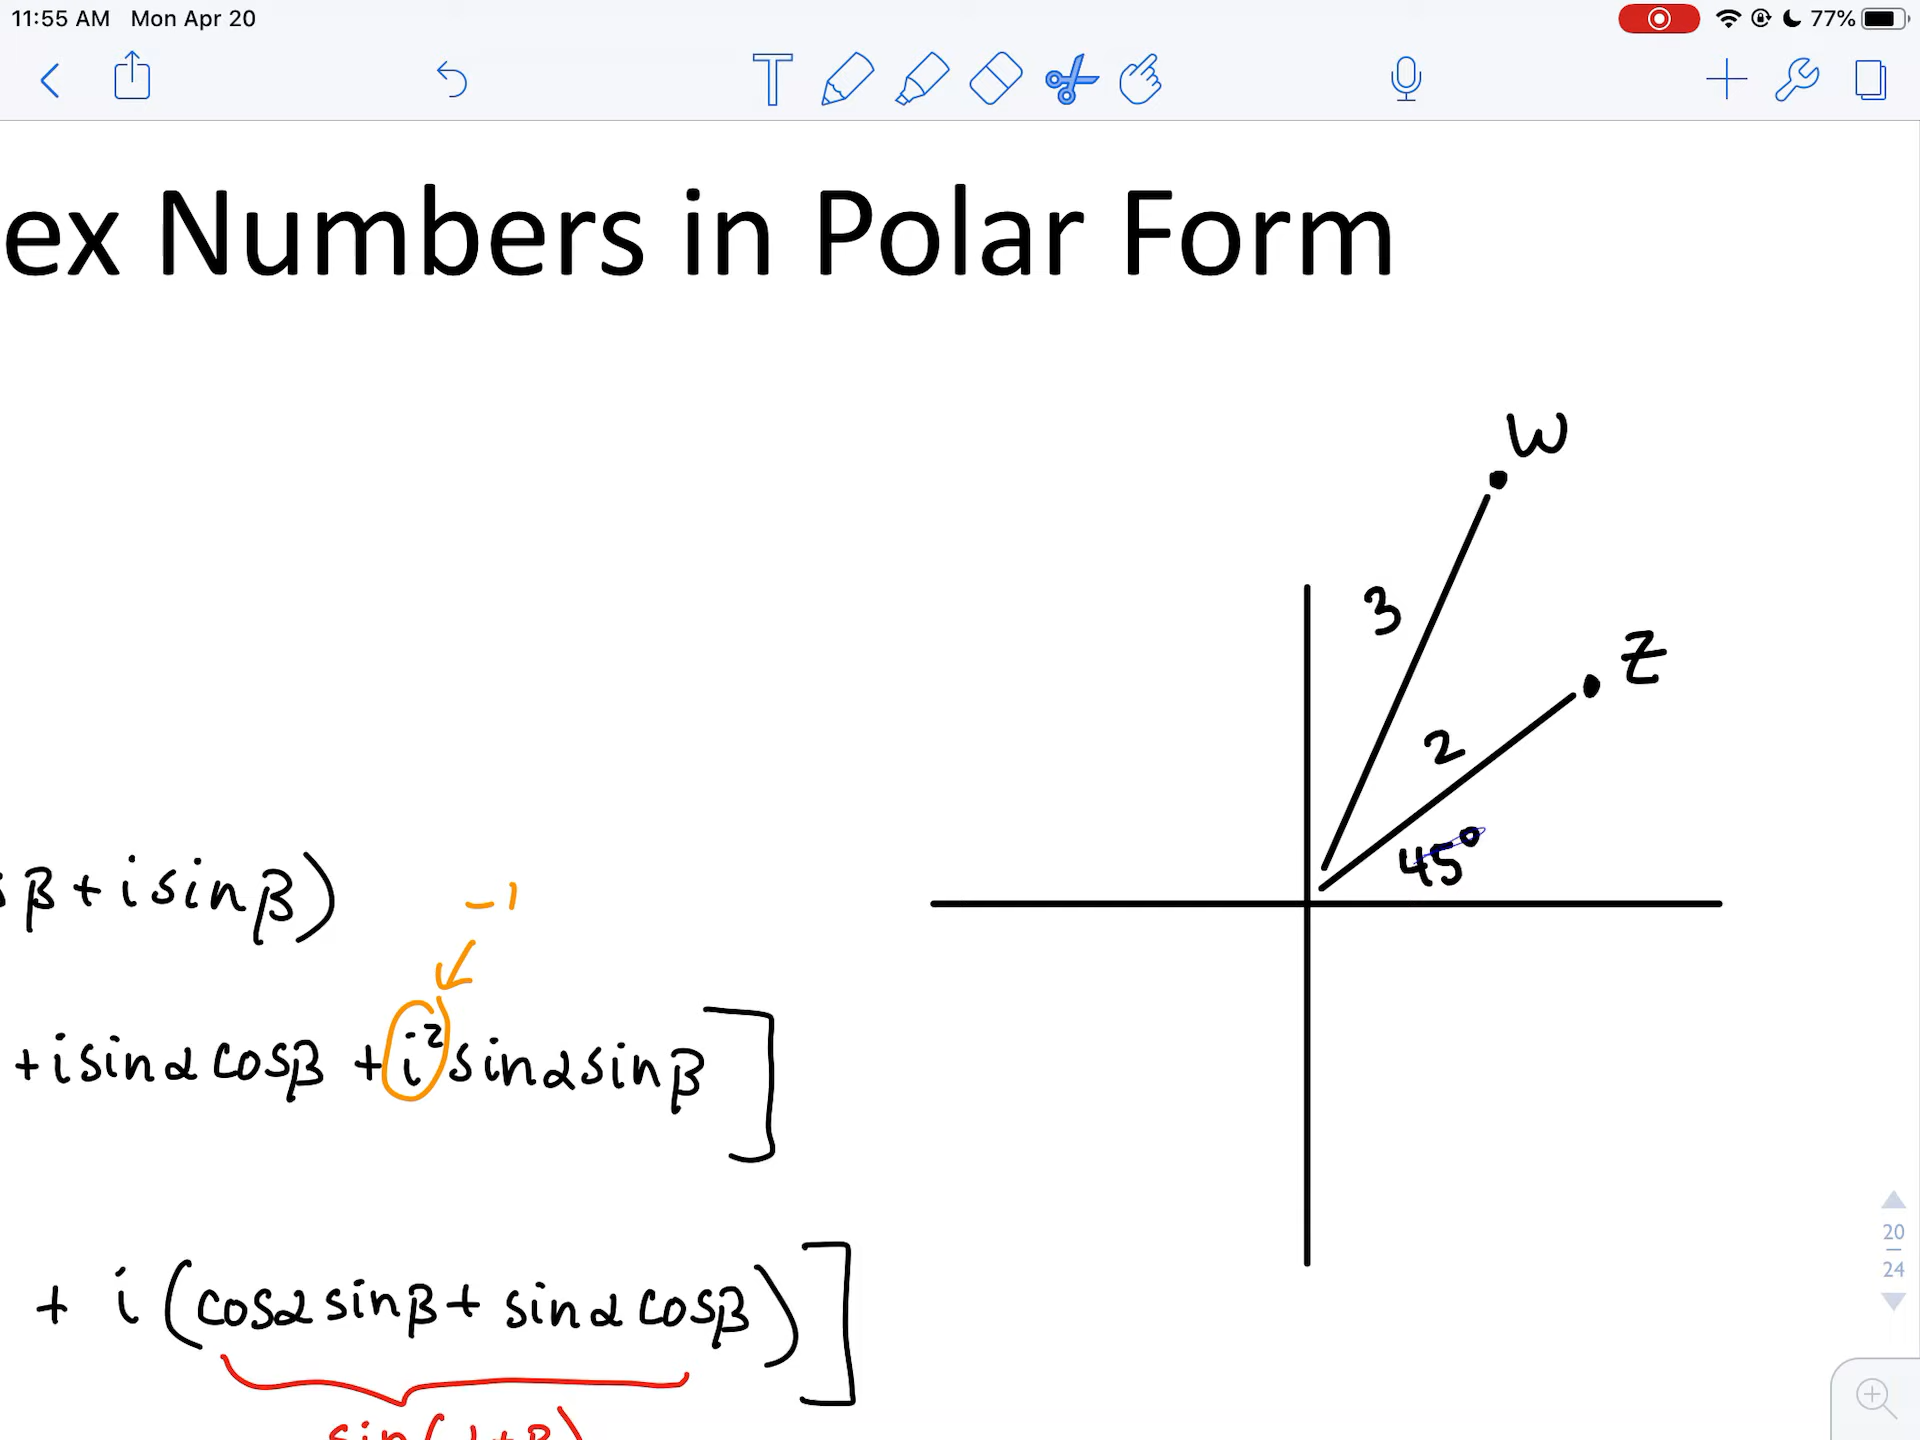 11:55 AM Mon Apr 20
77%
T
ex Numbers in Polar Form
W
3
Z
2
45°
β + i sin β)
-1
+ i sin α cos β + i² sin α sin β ]
+ i (cos α sin β + sin α cos β) ]
20
24
sin(α+β)